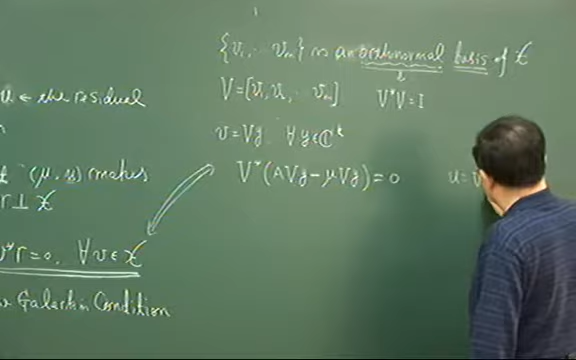 u ← the residual
(μ, u) makes
r ⊥ 𝒦
v*r = 0, ∀ v ∈ 𝒦
Galerkin Condition
{v₁, ··· vₘ} is an orthonormal basis of 𝒦
V = [v₁, v₂, ··· vₘ] V*V = I
v = Vy, ∀ y ∈ ℂᵏ
V*(AVy − μVy) = 0 u =